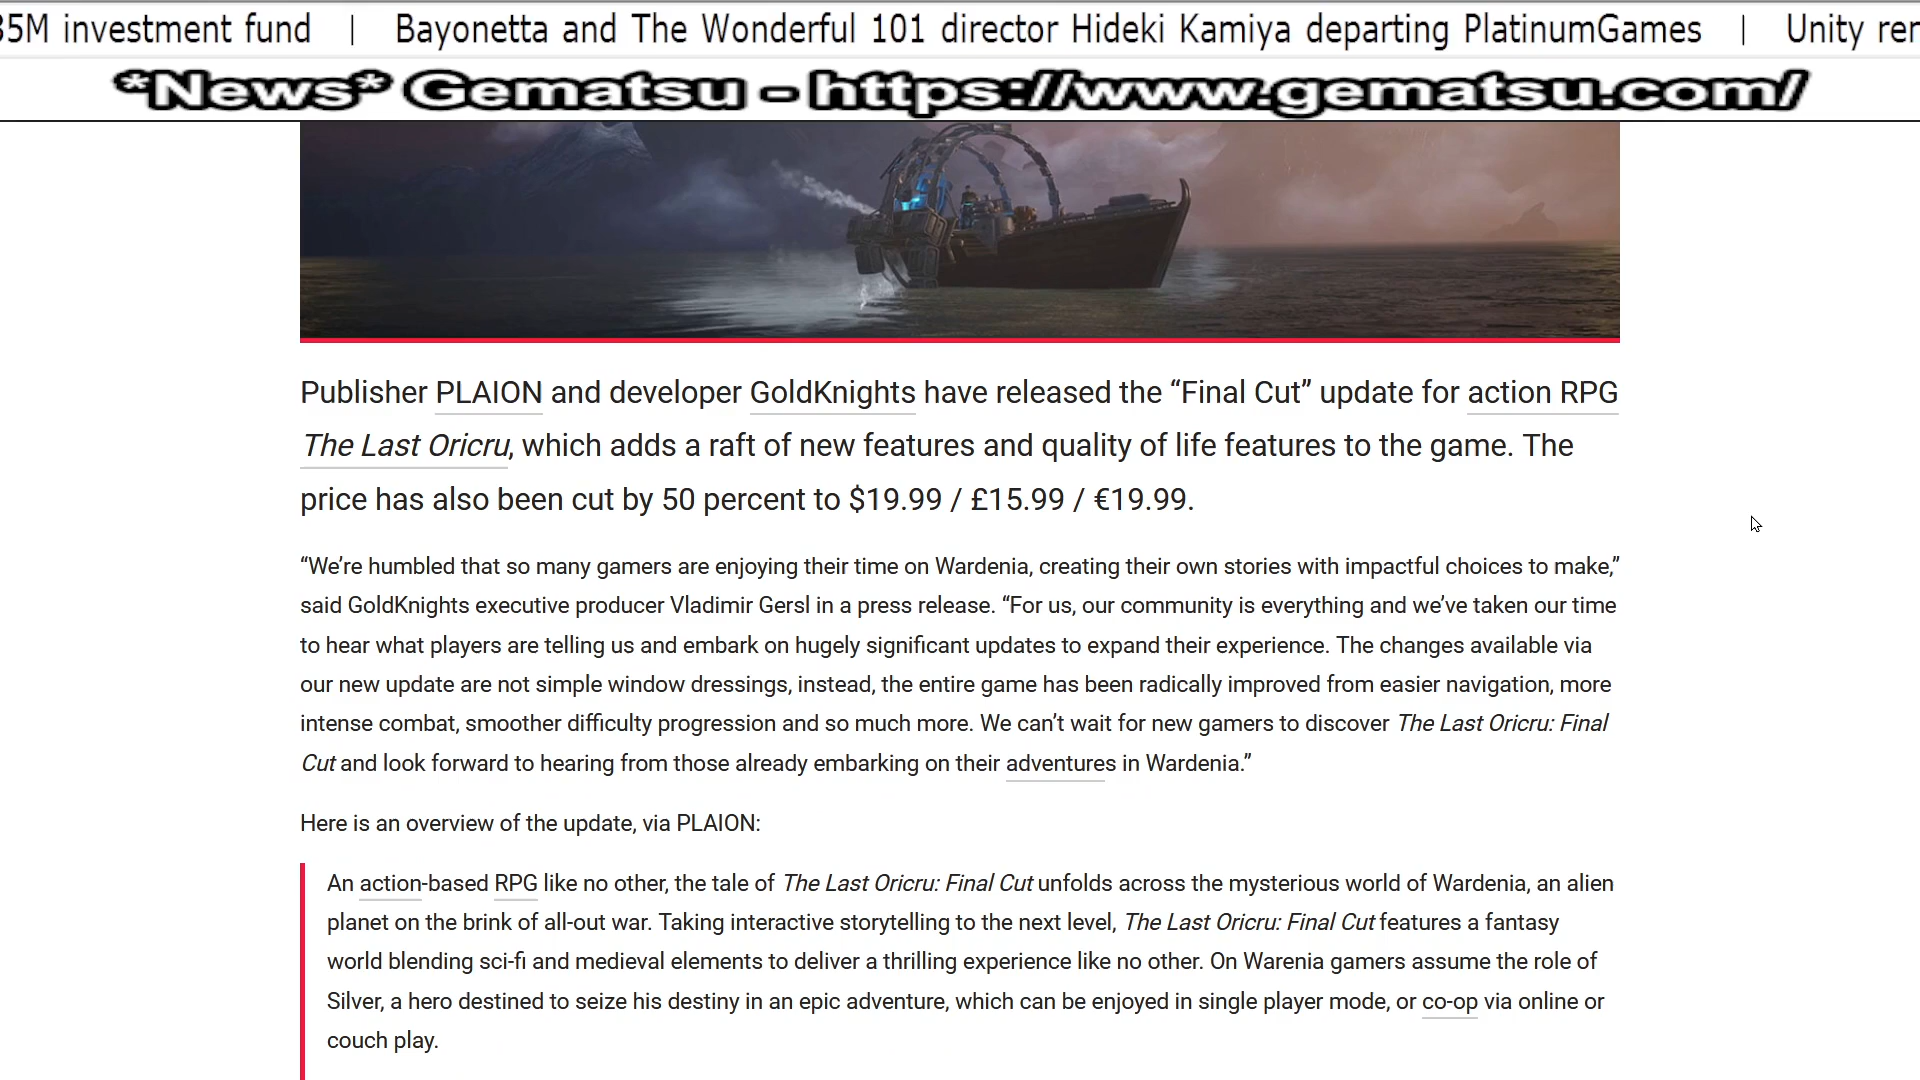 35M investment fund | Bayonetta and The Wonderful 101 director Hideki Kamiya departing PlatinumGames | Unity
*News* Gematsu - https://www.gematsu.com/
Publisher PLAION and developer GoldKnights have released the “Final Cut” update for action RPG
The Last Oricru, which adds a raft of new features and quality of life features to the game. The
price has also been cut by 50 percent to $19.99 / £15.99 / €19.99.
“We’re humbled that so many gamers are enjoying their time on Wardenia, creating their own stories with impactful choices to make,”
said GoldKnights executive producer Vladimir Gersl in a press release. “For us, our community is everything and we’ve taken our time
to hear what players are telling us and embark on hugely significant updates to expand their experience. The changes available via
our new update are not simple window dressings, instead, the entire game has been radically improved from easier navigation, more
intense combat, smoother difficulty progression and so much more. We can’t wait for new gamers to discover The Last Oricru: Final
Cut and look forward to hearing from those already embarking on their adventures in Wardenia.”
Here is an overview of the update, via PLAION:
An action-based RPG like no other, the tale of The Last Oricru: Final Cut unfolds across the mysterious world of Wardenia, an alien
planet on the brink of all-out war. Taking interactive storytelling to the next level, The Last Oricru: Final Cut features a fantasy
world blending sci-fi and medieval elements to deliver a thrilling experience like no other. On Warenia gamers assume the role of
Silver, a hero destined to seize his destiny in an epic adventure, which can be enjoyed in single player mode, or co-op via online or
couch play.